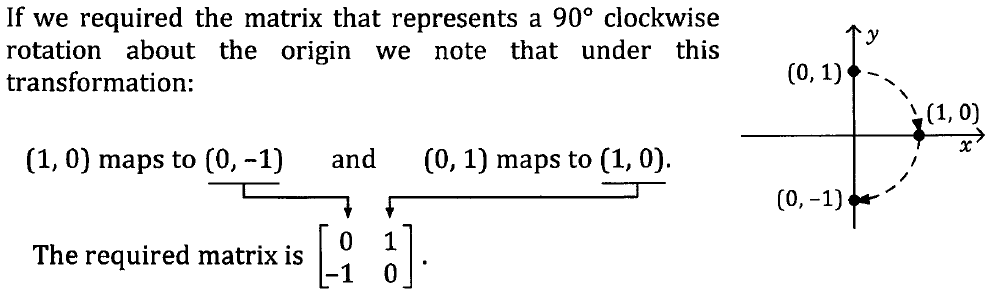 If we required the matrix that represents a 90° clockwise
rotation about the origin we note that under this
transformation:
(1, 0) maps to (0, −1) and (0, 1) maps to (1, 0).
The required matrix is [0 1
−1 0].
y
(0, 1)
(1, 0)
x
(0, −1)